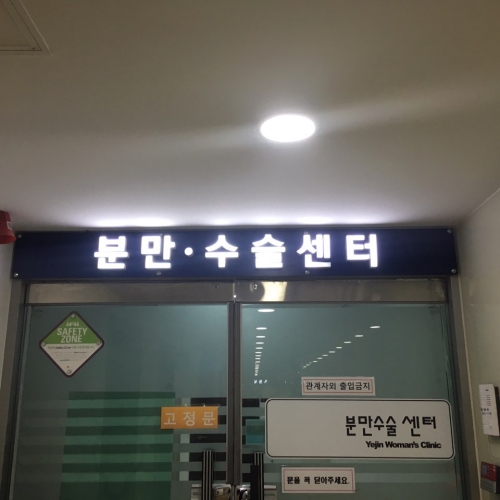 분만·수술센터
SAFETY
ZONE
관계자외 출입금지
고정문
분만수술 센터
Yejin Woman's Clinic
문을 꼭 닫아주세요.